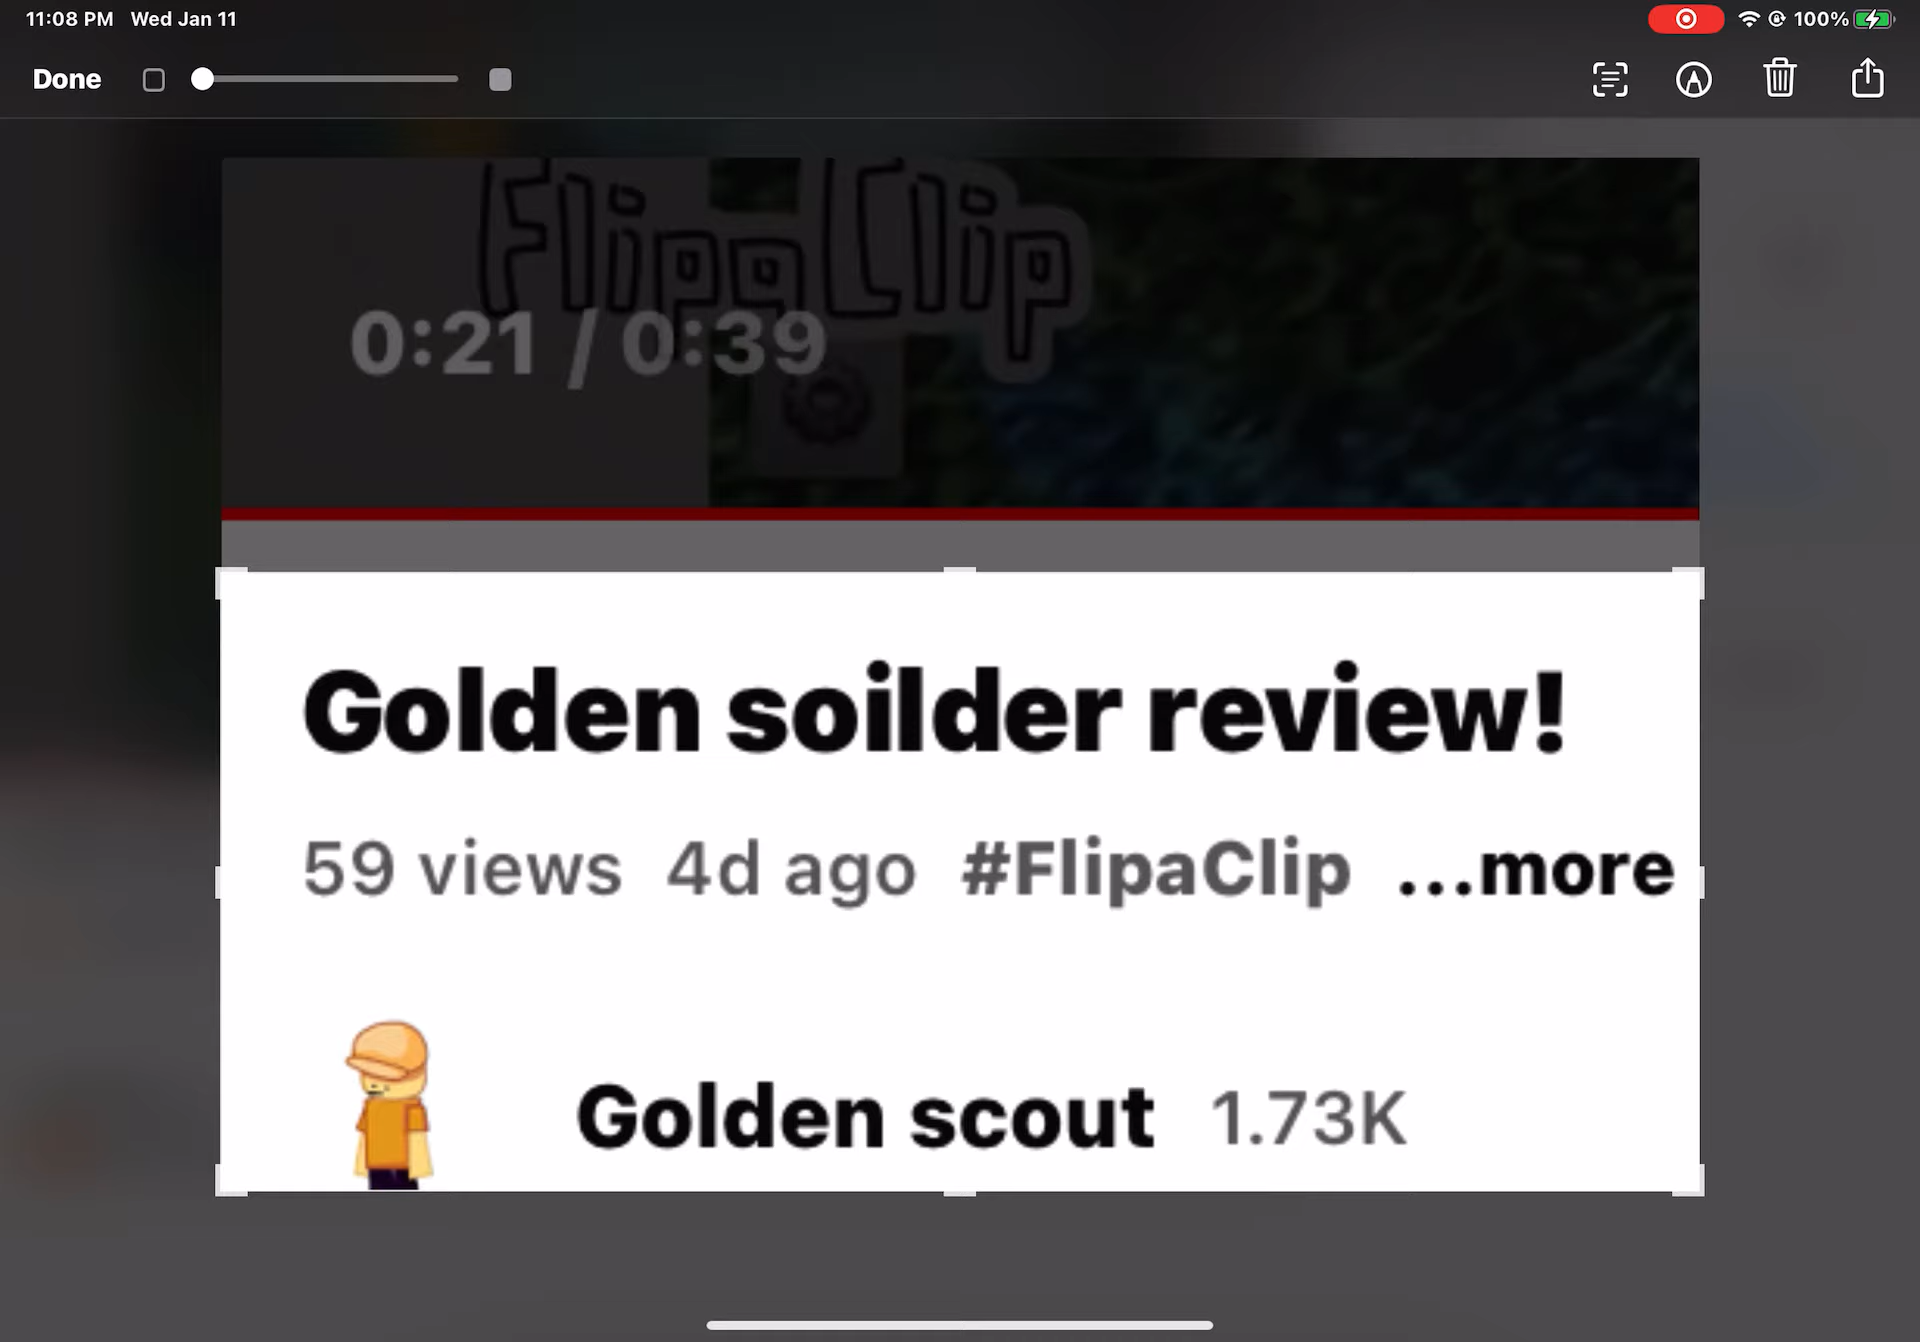 11:08 PM Wed Jan 11
100%
Done
FlipaClip
0:21 / 0:39
Golden soilder review!
59 views 4d ago #FlipaClip ...more
Golden scout 1.73K